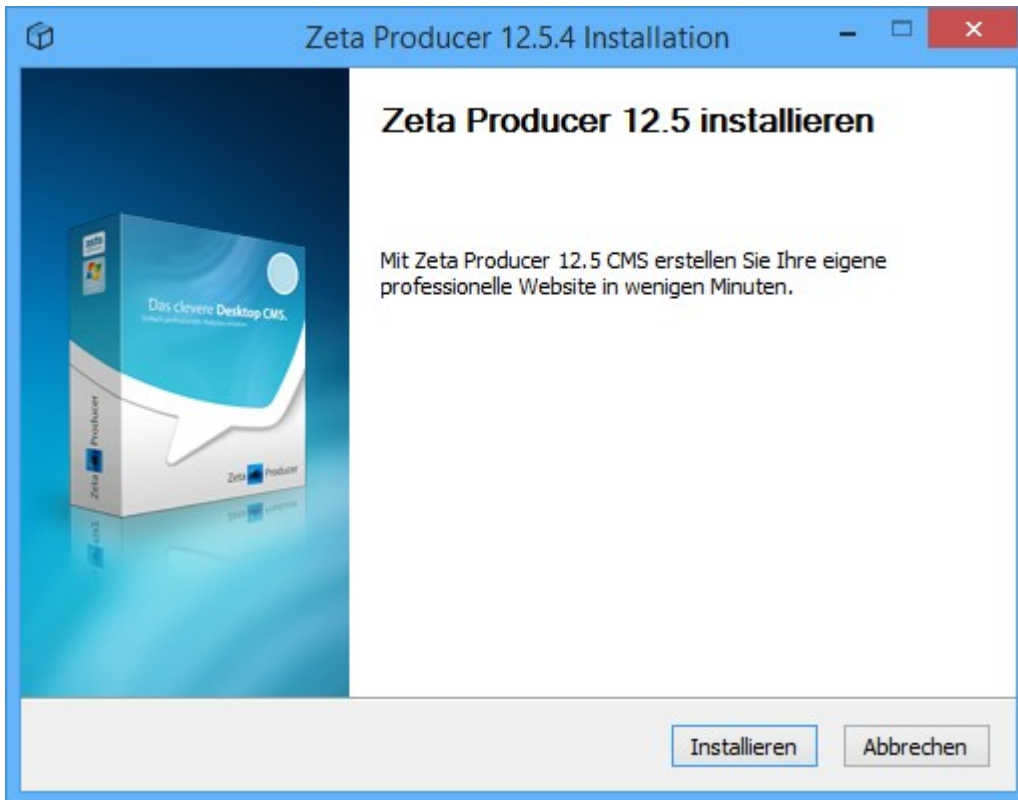 Zeta Producer 12.5.4 Installation
Zeta Producer 12.5 installieren
Mit Zeta Producer 12.5 CMS erstellen Sie Ihre eigene
professionelle Website in wenigen Minuten.
zeta
Das clevere Desktop CMS.
Zeta Producer
Zeta Producer
Installieren
Abbrechen